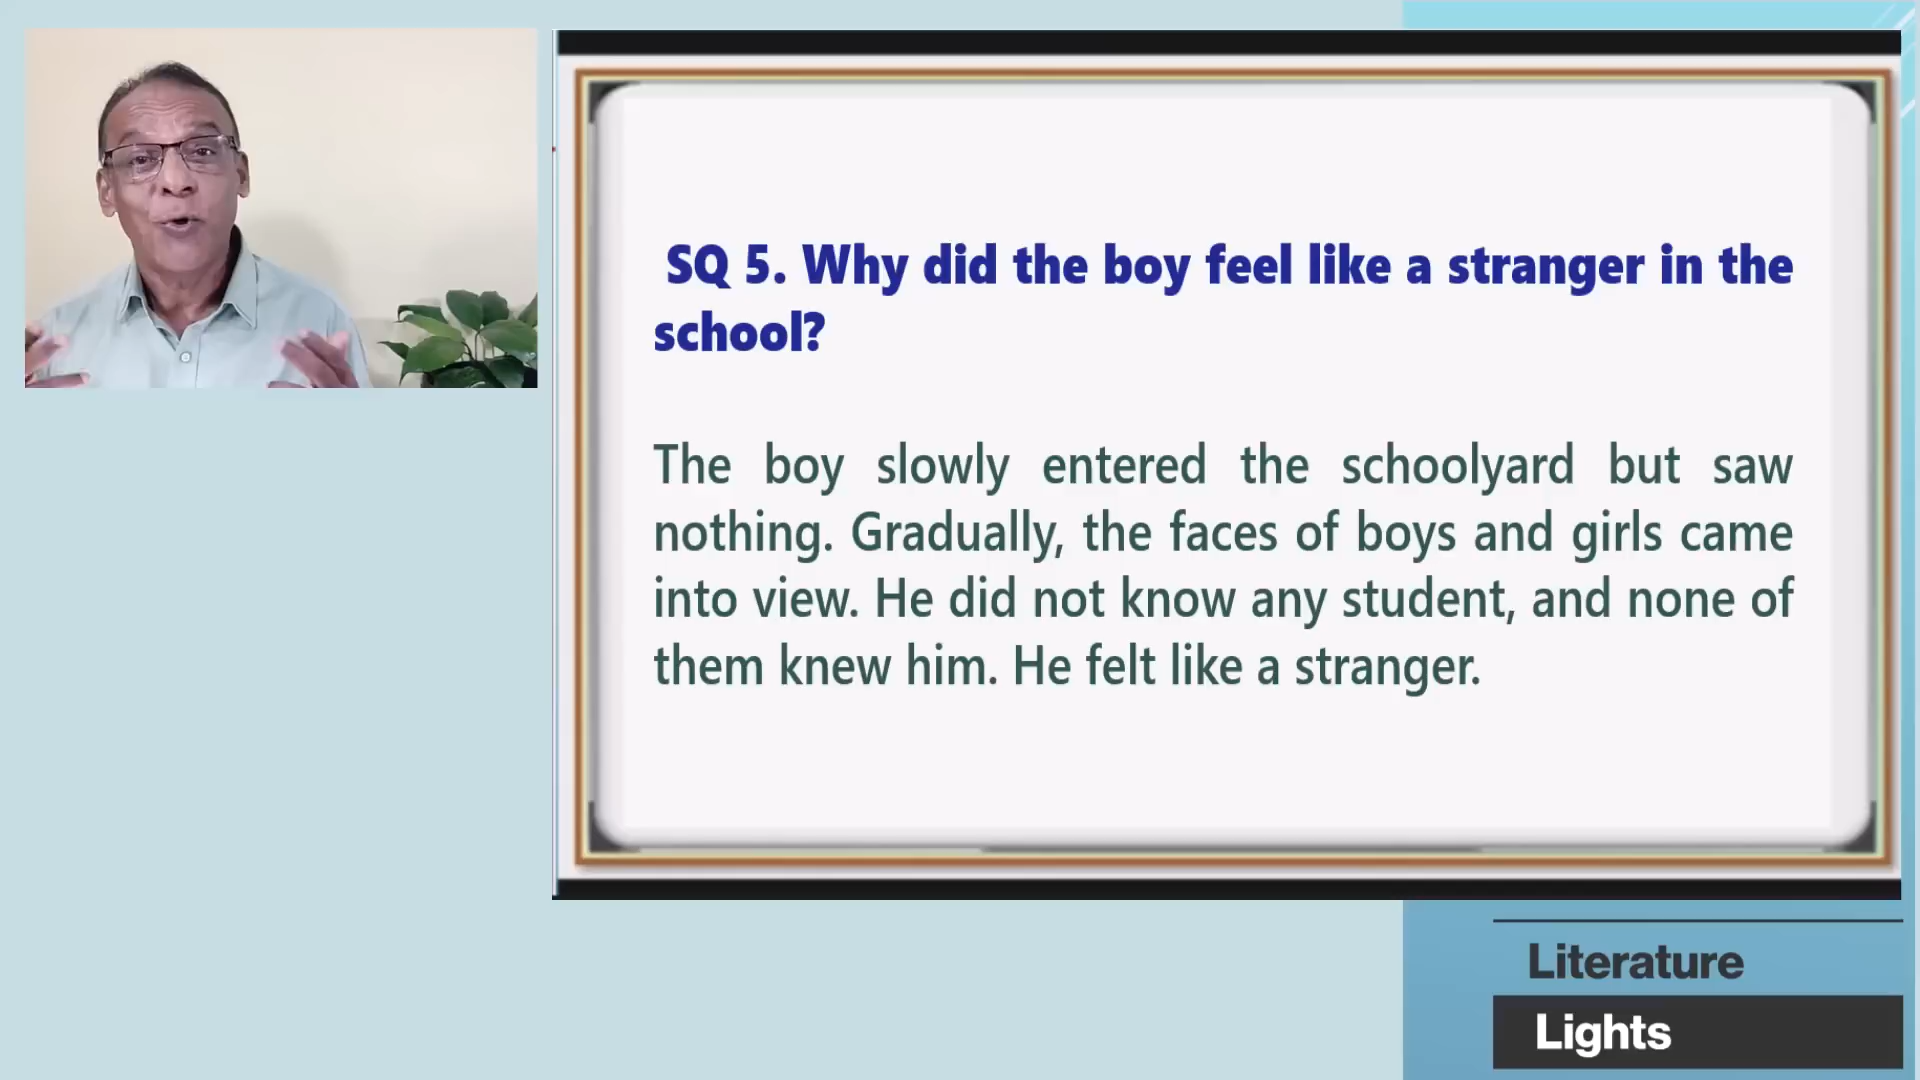 SQ 5. Why did the boy feel like a stranger in the
school?
The boy slowly entered the schoolyard but saw
nothing. Gradually, the faces of boys and girls came
into view. He did not know any student, and none of
them knew him. He felt like a stranger.
Literature
Lights